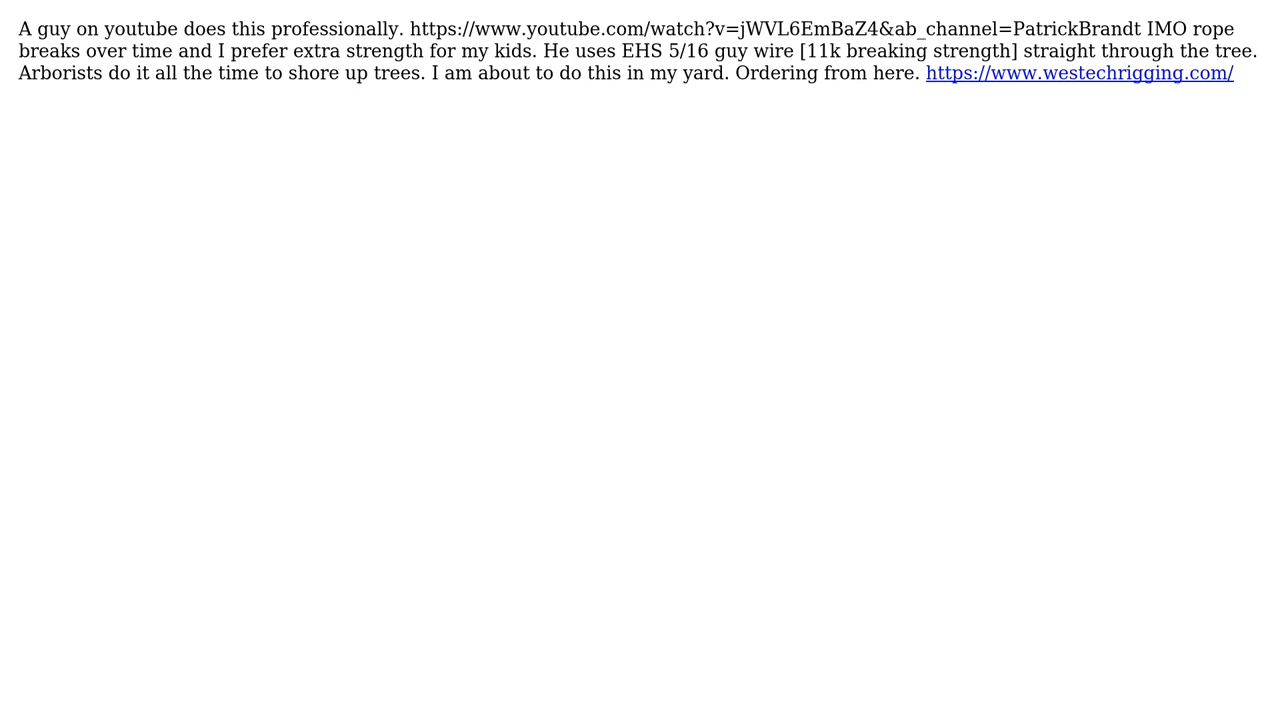 A guy on youtube does this professionally. https://www.youtube.com/watch?v=jWVL6EmBaZ4&ab_channel=PatrickBrandt IMO rope
breaks over time and I prefer extra strength for my kids. He uses EHS 5/16 guy wire [11k breaking strength] straight through the tree.
Arborists do it all the time to shore up trees. I am about to do this in my yard. Ordering from here. https://www.westechrigging.com/